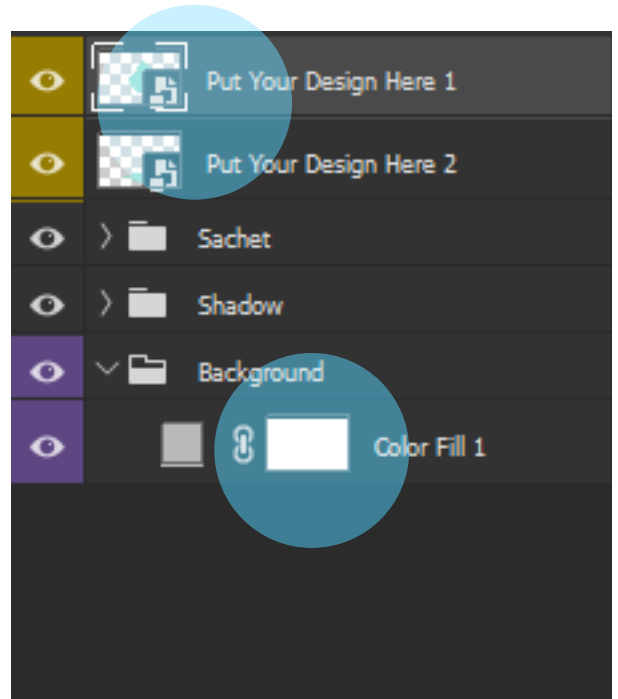 Put Your Design Here 1
Put Your Design Here 2
Sachet
Shadow
Background
Color Fill 1